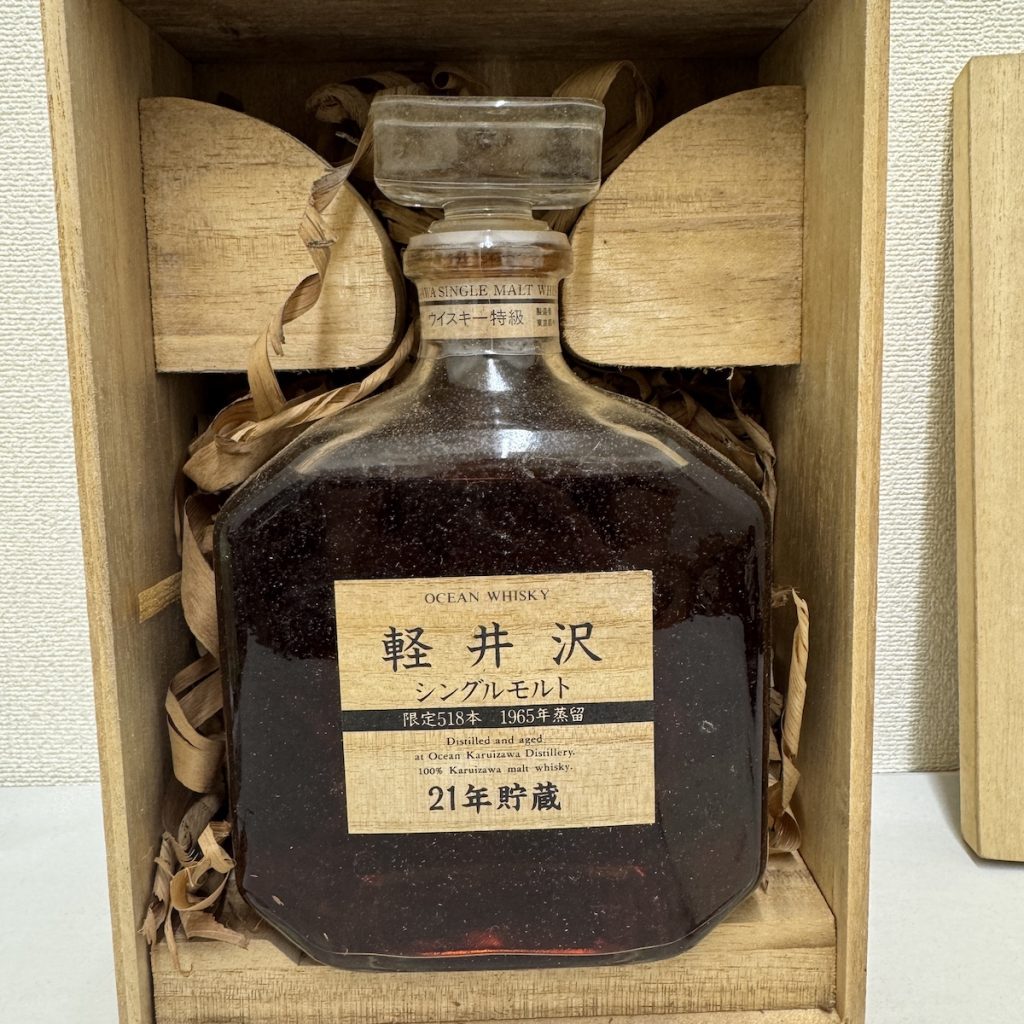 SINGLE MALT
ウイスキー特級
OCEAN WHISKY
軽井沢
シングルモルト
限定518本 1965年蒸留
Distilled and aged
at Ocean Karuizawa Distillery.
100% Karuizawa malt whisky.
21年貯蔵